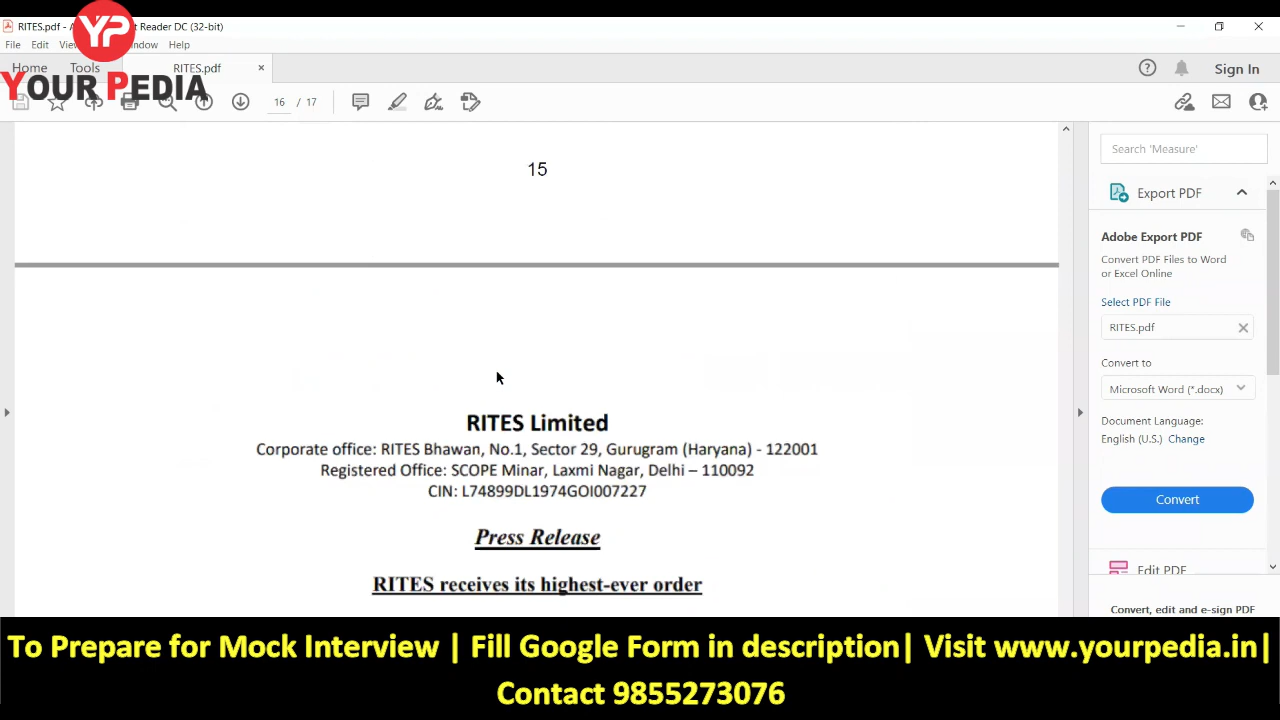 RITES.pdf - A
t Reader DC (32-bit)
YP
File Edit Vie
indow Help
Home Tools RITES.pdf ×
Sign In
YOUR PEDIA
16 / 17
15
Search 'Measure'
Export PDF
Adobe Export PDF
Convert PDF Files to Word
or Excel Online
Select PDF File
RITES.pdf
Convert to
Microsoft Word (*.docx)
Document Language:
English (U.S.) Change
Convert
Edit PDF
Convert, edit and e-sign PDF
RITES Limited
Corporate office: RITES Bhawan, No.1, Sector 29, Gurugram (Haryana) - 122001
Registered Office: SCOPE Minar, Laxmi Nagar, Delhi – 110092
CIN: L74899DL1974GOI007227
Press Release
RITES receives its highest-ever order
To Prepare for Mock Interview | Fill Google Form in description| Visit www.yourpedia.in|
Contact 9855273076